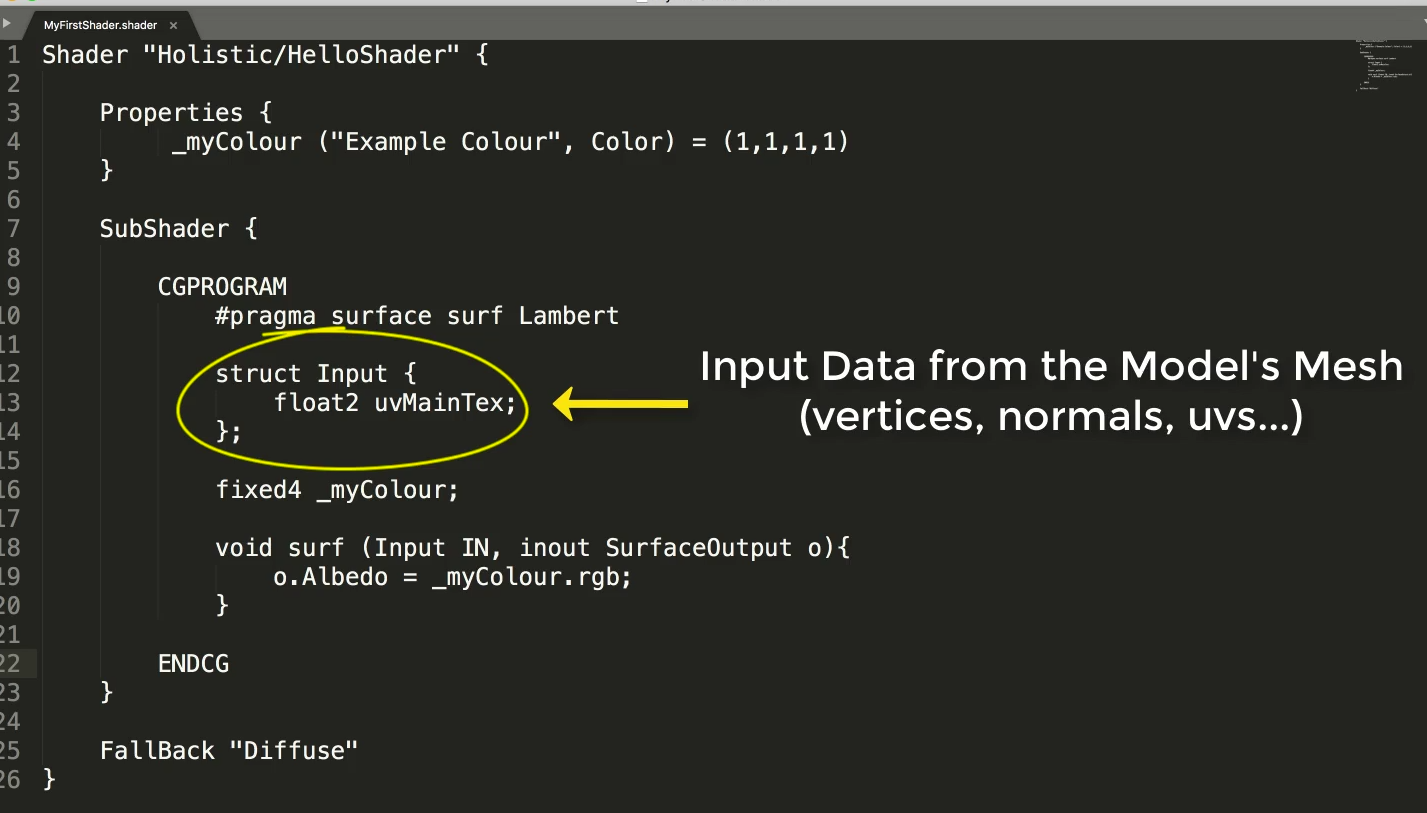 MyFirstShader.shader ×
1 Shader "Holistic/HelloShader" {
2
3 Properties {
4 _myColour ("Example Colour", Color) = (1,1,1,1)
5 }
6
7 SubShader {
8
9 CGPROGRAM
10 #pragma surface surf Lambert
11
12 struct Input {
13 float2 uvMainTex;
14 };
15
16 fixed4 _myColour;
17
18 void surf (Input IN, inout SurfaceOutput o){
19 o.Albedo = _myColour.rgb;
20 }
21
22 ENDCG
23 }
24
25 FallBack "Diffuse"
26 }
Input Data from the Model's Mesh
(vertices, normals, uvs...)